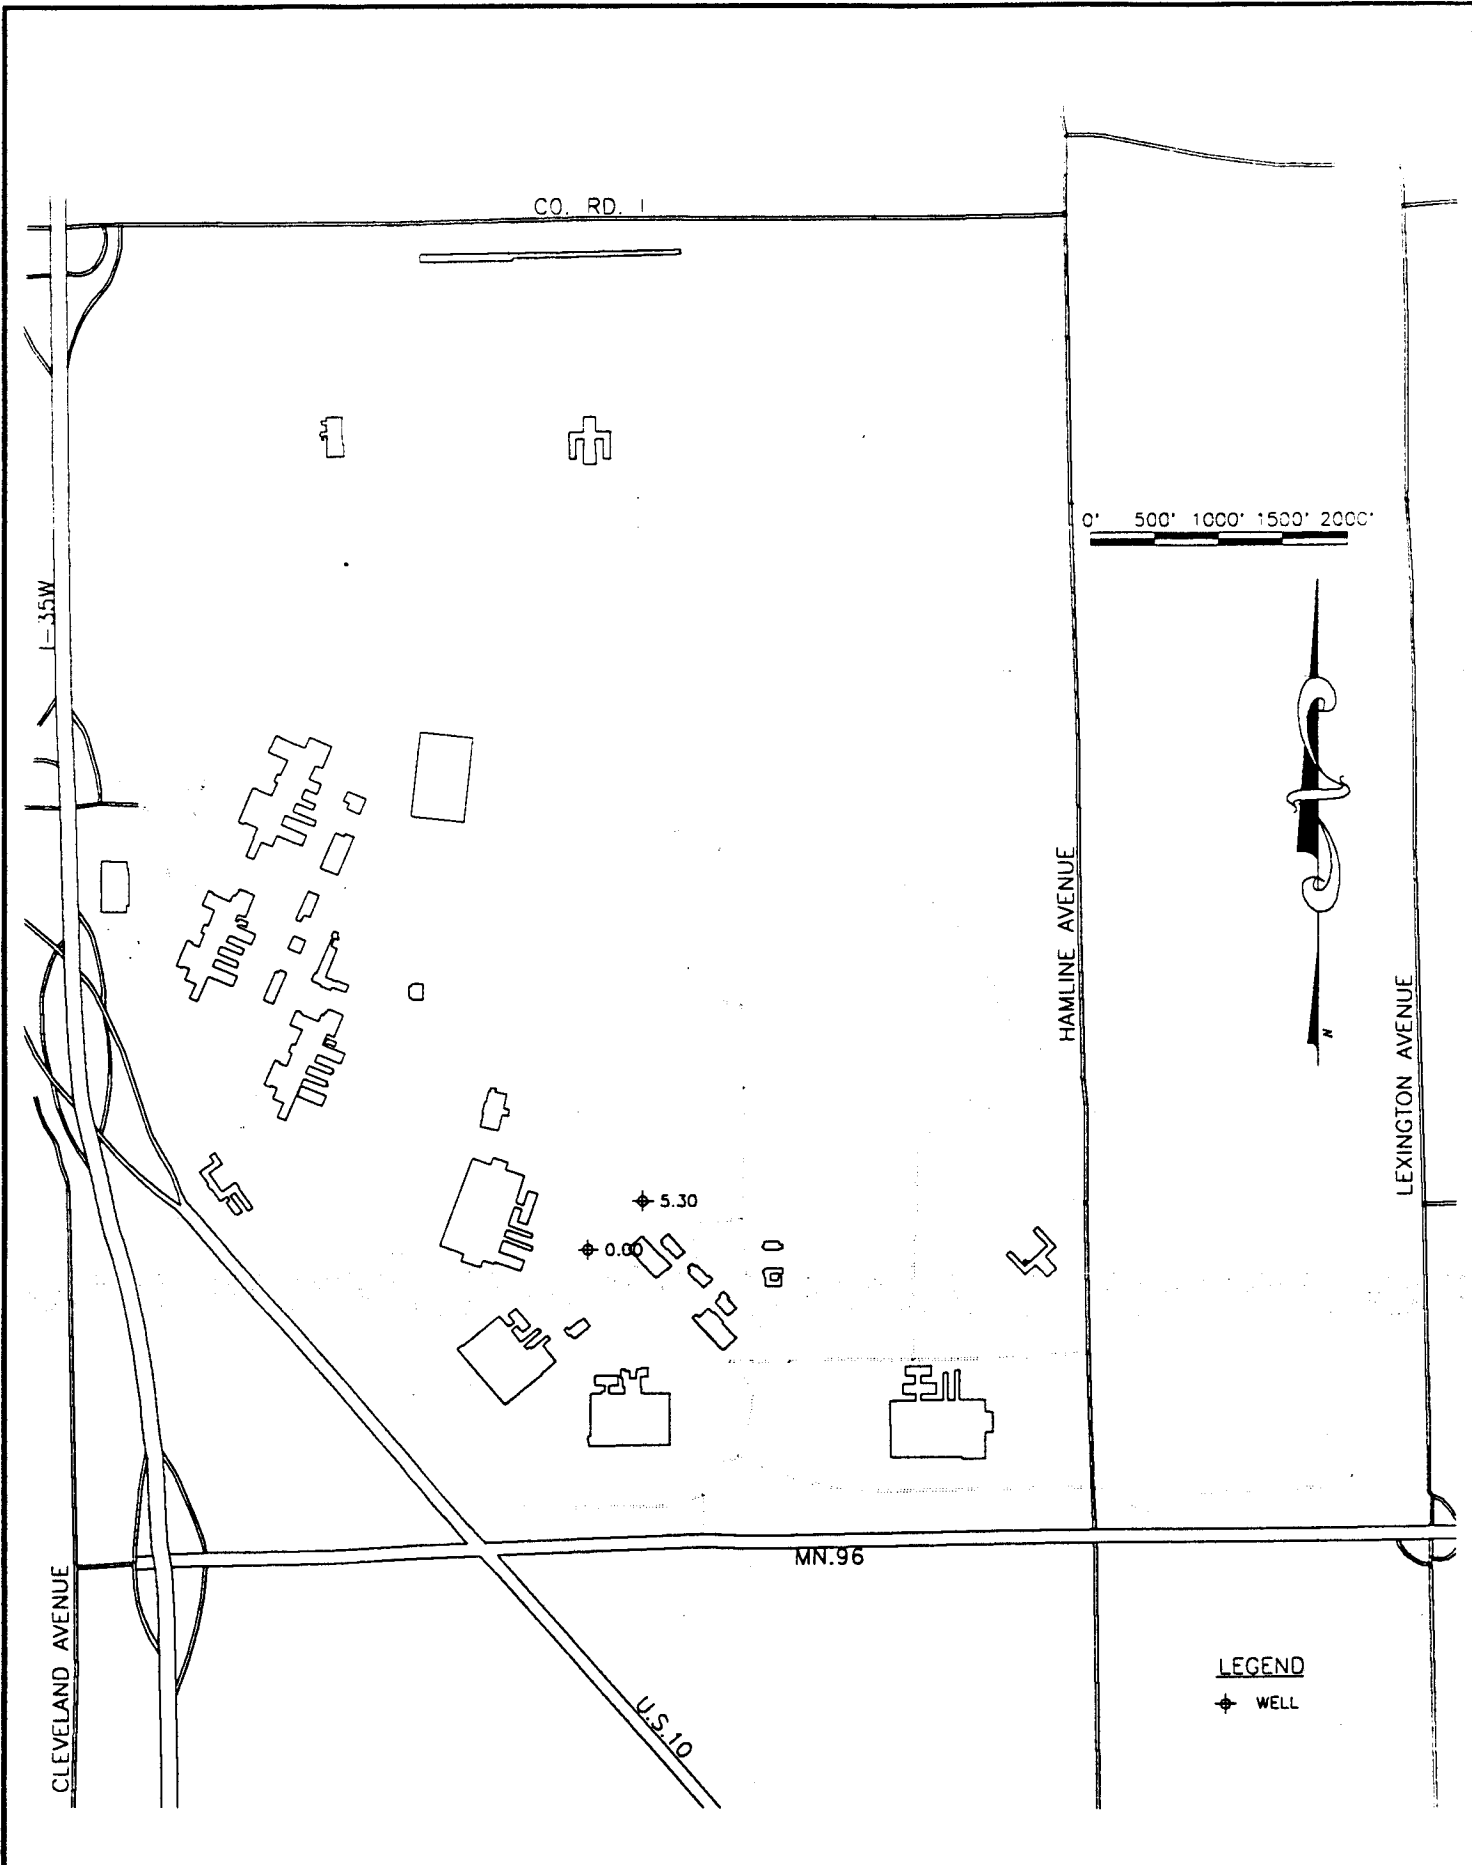 CO. RD. I
0' 500' 1000' 1500' 2000'
I-35W
HAMLINE AVENUE
N
LEXINGTON AVENUE
5.30
0.00
MN.96
CLEVELAND AVENUE
U.S.10
LEGEND
WELL